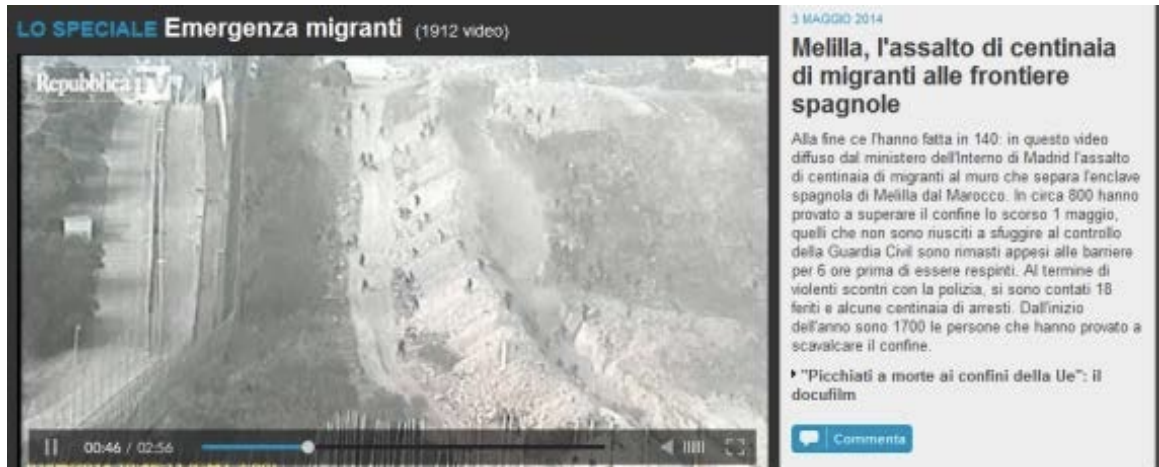 LO SPECIALE Emergenza migranti (1912 video)
Repubblica TV
00:46 / 02:56
3 MAGGIO 2014
Melilla, l'assalto di centinaia
di migranti alle frontiere
spagnole
Alla fine ce l'hanno fatta in 140: in questo video
diffuso dal ministero dell'Interno di Madrid l'assalto
di centinaia di migranti al muro che separa l'enclave
spagnola di Melilla dal Marocco. In circa 800 hanno
provato a superare il confine lo scorso 1 maggio,
quelli che non sono riusciti a sfuggire al controllo
della Guardia Civil sono rimasti appesi alle barriere
per 6 ore prima di essere respinti. Al termine di
violenti scontri con la polizia, si sono contati 18
feriti e alcune centinaia di arresti. Dall'inizio
dell'anno sono 1700 le persone che hanno provato a
scavalcare il confine.
"Picchiati a morte ai confini della Ue": il
docufilm
Commenta